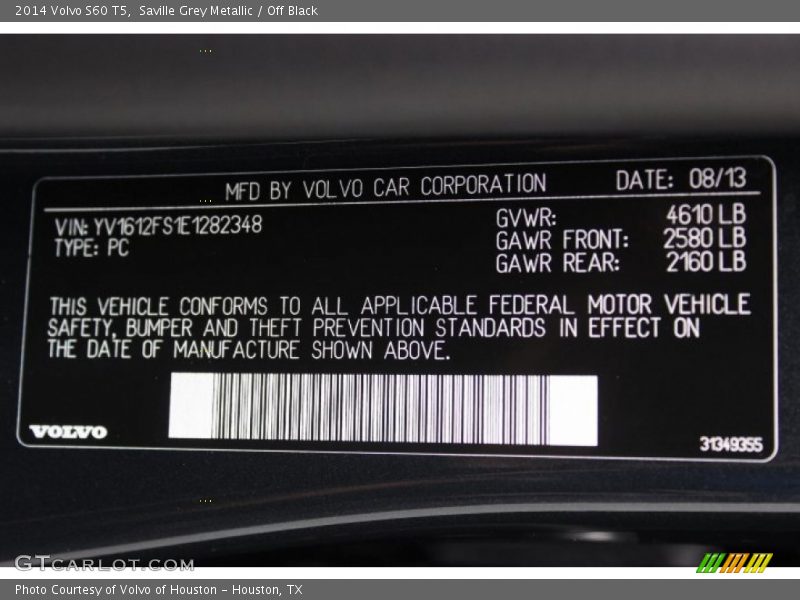 2014 Volvo S60 T5,  Saville Grey Metallic / Off Black
MFD BY VOLVO CAR CORPORATION DATE: 08/13
VIN: YV1612FS1E1282348 GVWR: 4610 LB
TYPE: PC GAWR FRONT: 2580 LB
GAWR REAR: 2160 LB
THIS VEHICLE CONFORMS TO ALL APPLICABLE FEDERAL MOTOR VEHICLE
SAFETY, BUMPER AND THEFT PREVENTION STANDARDS IN EFFECT ON
THE DATE OF MANUFACTURE SHOWN ABOVE.
VOLVO 31349355
GTCARLOT.COM
Photo Courtesy of Volvo of Houston - Houston, TX